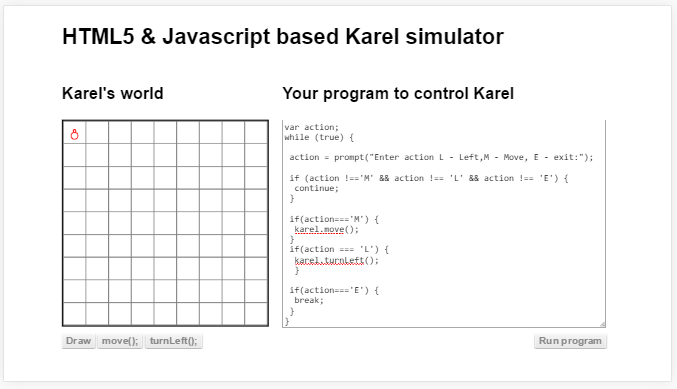 HTML5 & Javascript based Karel simulator
Karel's world
Your program to control Karel
var action;
while (true) {
action = prompt("Enter action L - Left,M - Move, E - exit:");
if (action !=='M' && action !== 'L' && action !== 'E') {
continue;
}
if(action==='M') {
karel.move();
}
if(action === 'L') {
karel.turnLeft();
}
if(action==='E') {
break;
}
}
Draw move(); turnLeft(); Run program